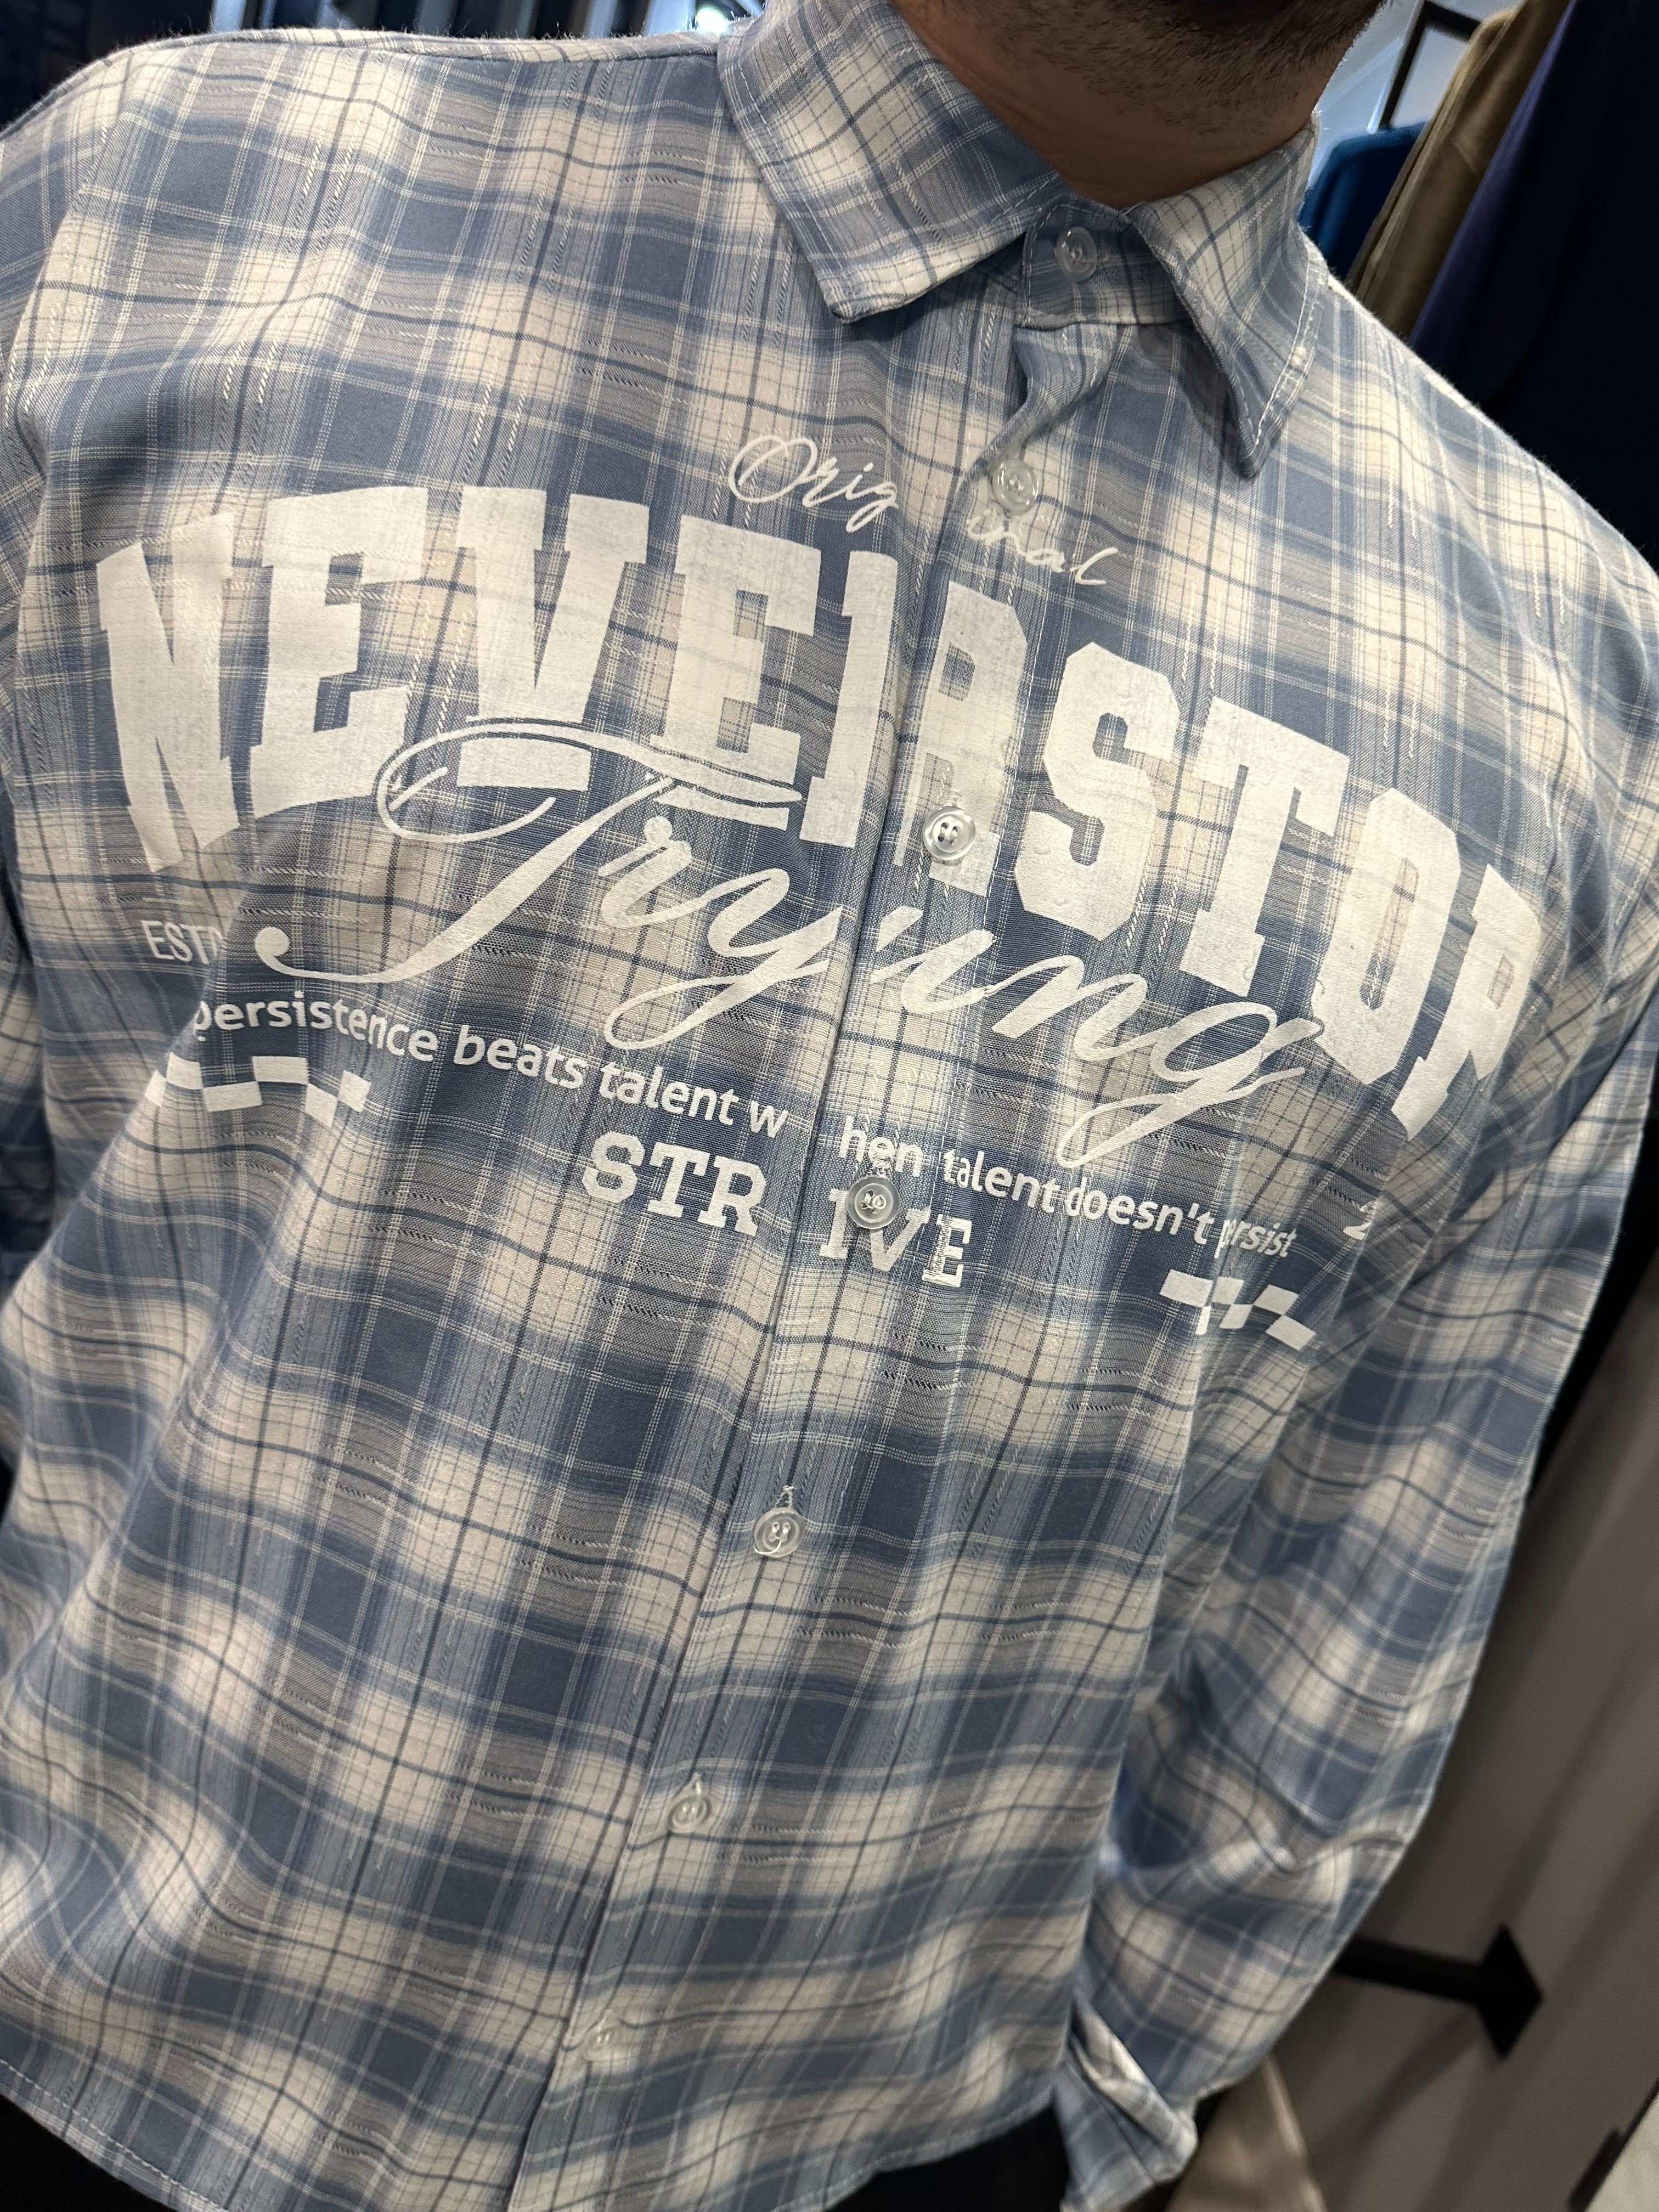 Original
NEVER STOP
Trying
ESTD
persistence beats talent when talent doesn't persist
STRIVE